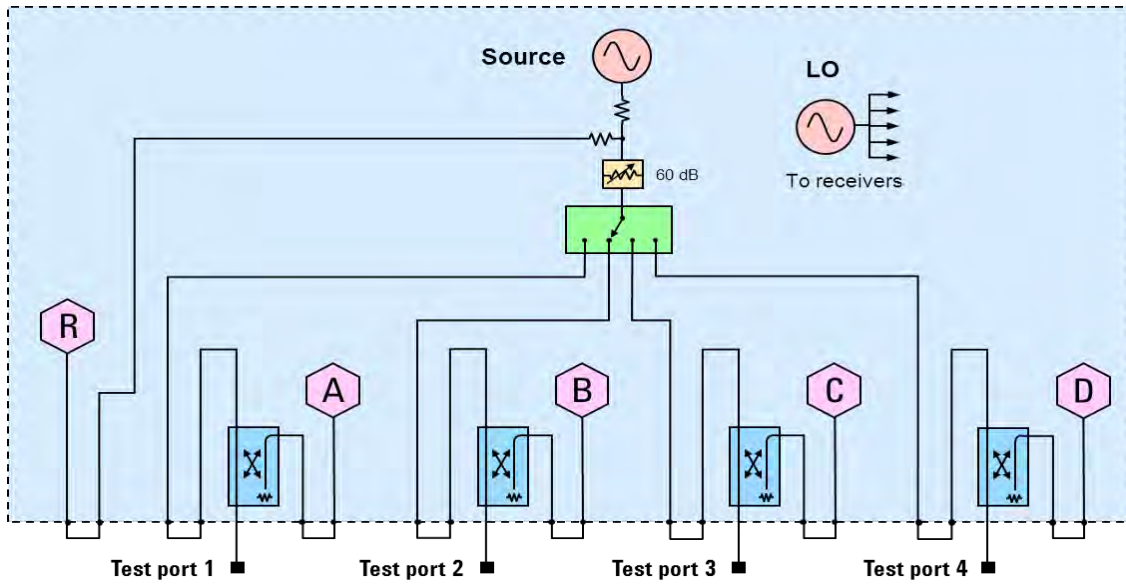 Source
LO
60 dB
To receivers
R
A
B
C
D
Test port 1
Test port 2
Test port 3
Test port 4